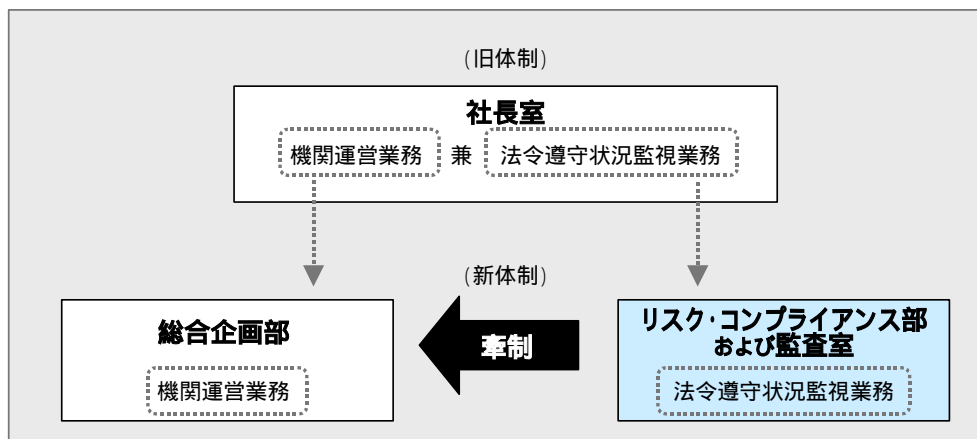 (旧体制)
社長室
機関運営業務 兼 法令遵守状況監視業務
(新体制)
総合企画部
機関運営業務
牽制
リスク・コンプライアンス部
および監査室
法令遵守状況監視業務